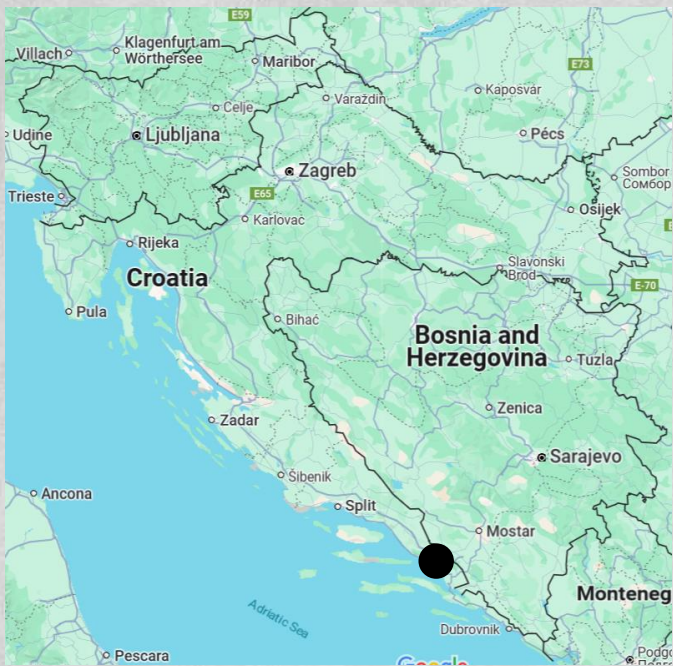 E59
Villach
Klagenfurt am
Wörthersee
Maribor
E73
Kaposvár
Celje
Varaždin
Udine
Ljubljana
Pécs
Zagreb
Sombor
Сомбор
Trieste
E65
Osijek
Karlovac
Rijeka
Slavonski
Brod
Croatia
E-70
Pula
Bihać
Bosnia and
Herzegovina
Tuzla
Zenica
Zadar
Sarajevo
Šibenik
Ancona
Split
Mostar
Monteneg
Adriatic Sea
Dubrovnik
Pescara
Google